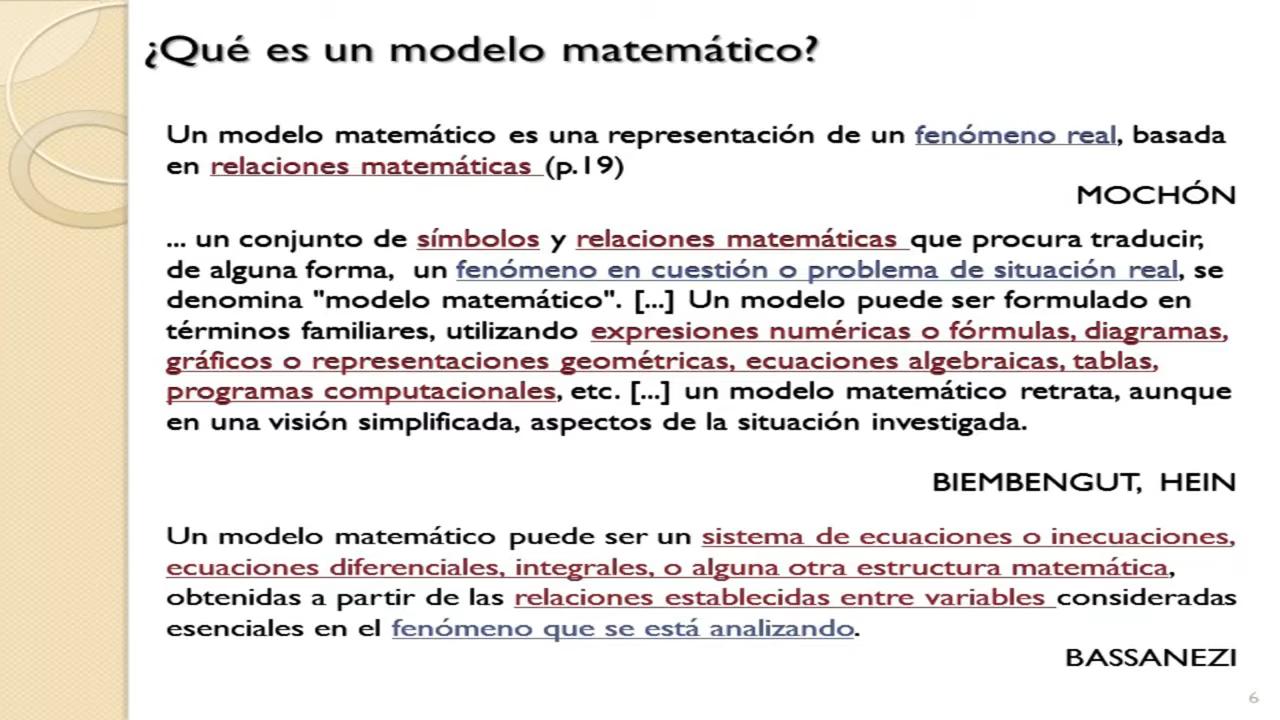 ¿Qué es un modelo matemático?
Un modelo matemático es una representación de un fenómeno real, basada
en relaciones matemáticas (p.19)
MOCHÓN
... un conjunto de símbolos y relaciones matemáticas que procura traducir,
de alguna forma, un fenómeno en cuestión o problema de situación real, se
denomina "modelo matemático". [...] Un modelo puede ser formulado en
términos familiares, utilizando expresiones numéricas o fórmulas, diagramas,
gráficos o representaciones geométricas, ecuaciones algebraicas, tablas,
programas computacionales, etc. [...] un modelo matemático retrata, aunque
en una visión simplificada, aspectos de la situación investigada.
BIEMBENGUT, HEIN
Un modelo matemático puede ser un sistema de ecuaciones o inecuaciones,
ecuaciones diferenciales, integrales, o alguna otra estructura matemática,
obtenidas a partir de las relaciones establecidas entre variables consideradas
esenciales en el fenómeno que se está analizando.
BASSANEZI
6